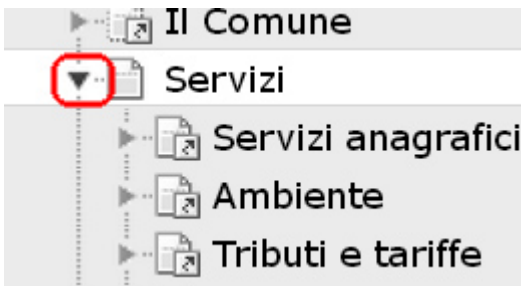 Il Comune
Servizi
Servizi anagrafici
Ambiente
Tributi e tariffe